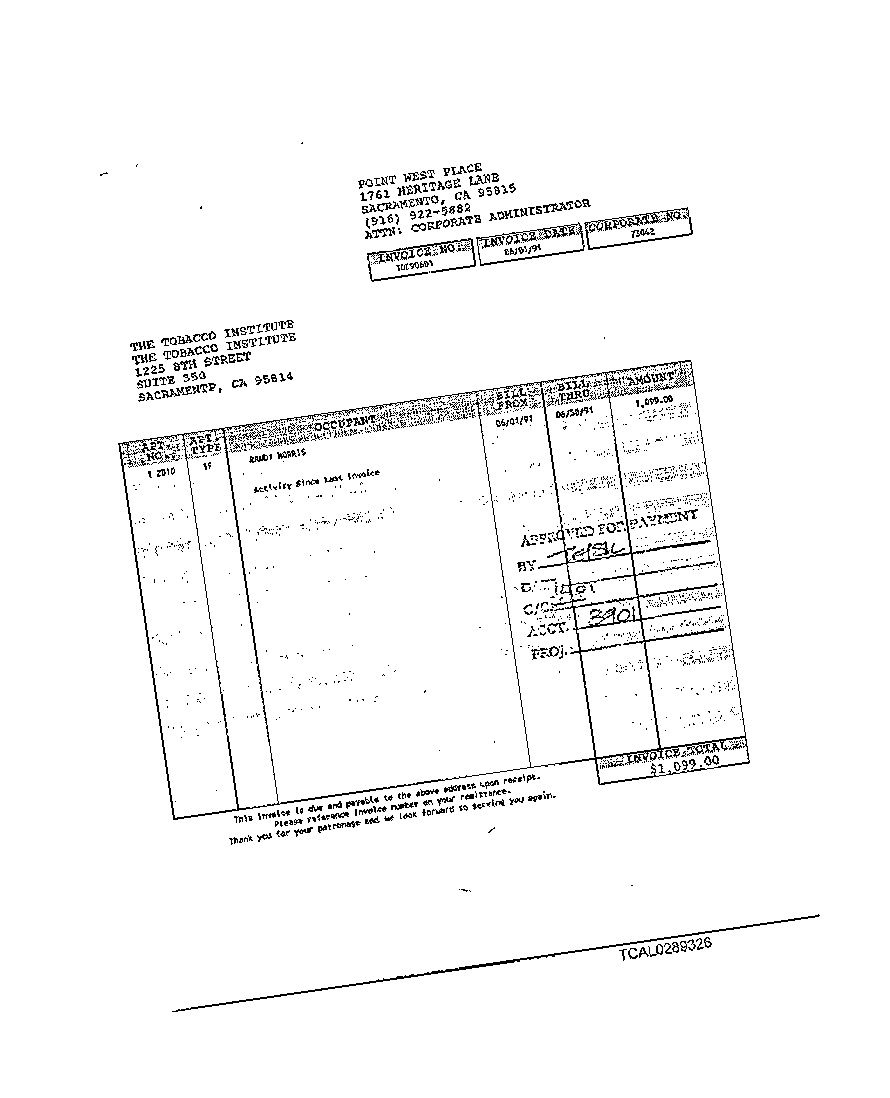 POINT WEST PLACE
1761 HERITAGE LANE
SACRAMENTO, CA 95815
(916) 922-5882
ATTN: CORPORATE ADMINISTRATOR
INVOICE NO. INVOICE DATE CORPORATE NO.
06/01/91 73042
THE TOBACCO INSTITUTE
THE TOBACCO INSTITUTE
1225 8TH STREET
SUITE 350
SACRAMENTP, CA 95814
APT. NO. APT. TYPE OCCUPANT BILL FROM BILL THRU AMOUNT
1 2010 1F RANDY MORRIS 06/01/91 06/30/91 1,099.00
Activity Since Last Invoice
APPROVED FOR PAYMENT
BY
ACCT. 3901
PROJ.
INVOICE TOTAL
$1,099.00
This invoice is due and payable to the above address upon receipt.
Please reference invoice number on your remittance.
Thank you for your patronage and we look forward to serving you again.
TCAL0289326